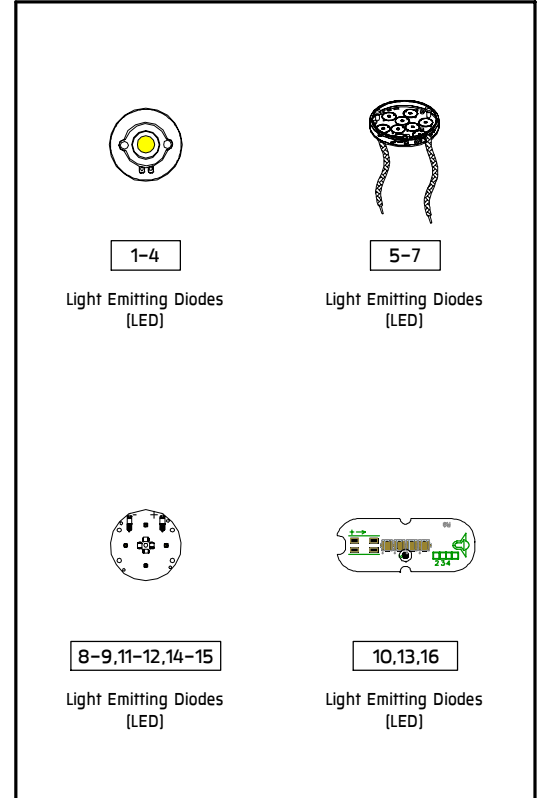 1-4
5-7
Light Emitting Diodes
(LED)
Light Emitting Diodes
(LED)
- +
+
234
8-9,11-12,14-15
10,13,16
Light Emitting Diodes
(LED)
Light Emitting Diodes
(LED)